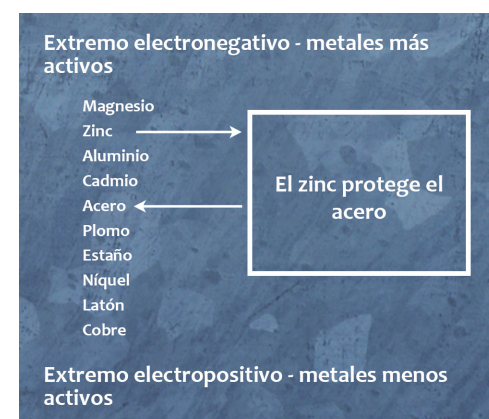 Extremo electronegativo - metales más
activos
Magnesio
Zinc
Aluminio
Cadmio
Acero
Plomo
Estaño
Níquel
Latón
Cobre
El zinc protege el
acero
Extremo electropositivo - metales menos
activos